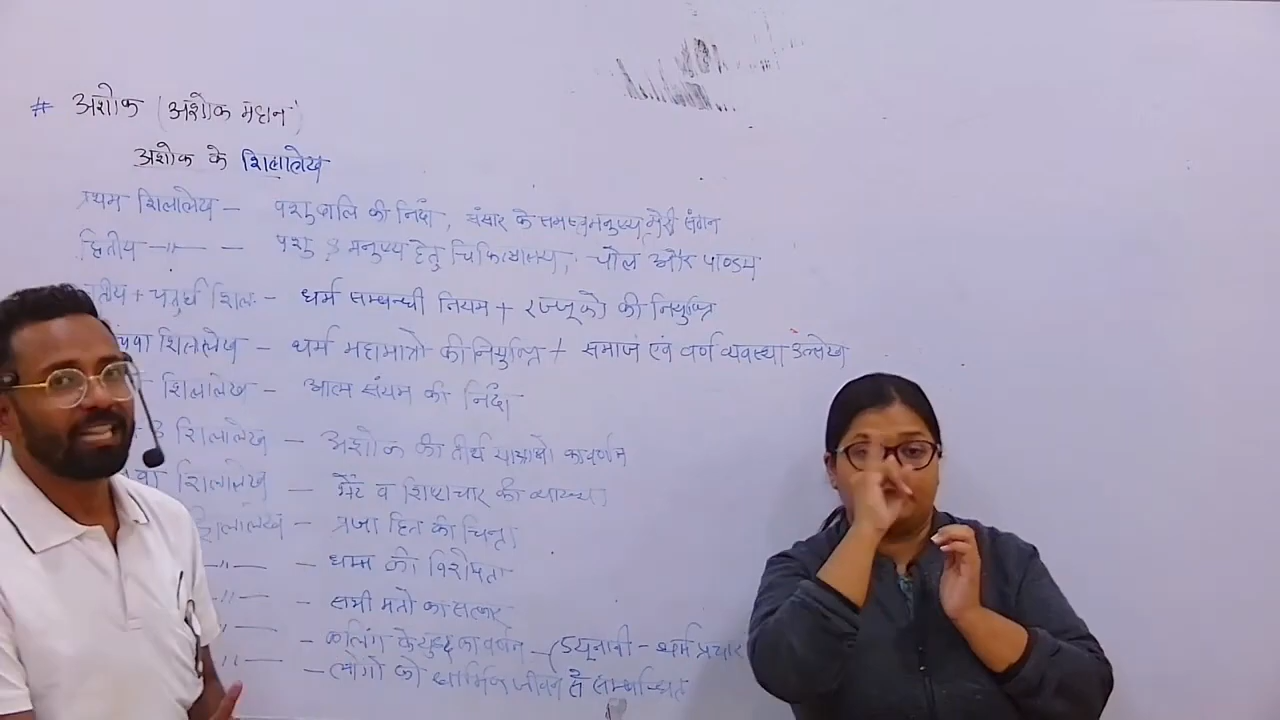 # अशोक (अशोक महान)
अशोक के शिलालेख
प्रथम शिलालेख - पशुबलि की निंदा, संसार के समस्त मनुष्य मेरी संतान
द्वितीय —〃— - पशु व मनुष्य हेतु चिकित्सालय, चोल और पाण्डय
तृतीय + चतुर्थ शिला - धर्म सम्बन्धी नियम + रज्जूको की नियुक्ति
शिलालेख - धर्म महामात्रो की नियुक्ति + समाज एवं वर्ण व्यवस्था उल्लेख
शिलालेख - आत्म संयम की निंदा
8 शिलालेख - अशोक की तीर्थ यात्राओ का वर्णन
शिलालेख - भेंट व शिष्टाचार की व्याख्या
शिलालेख - प्रजा हित की चिन्ता
—〃— - धम्म की विशेषता
—〃— - सभी मतो का सत्कार
〃— - कलिंग के युद्ध का वर्णन - (5 यूनानी - धर्म प्रचार
〃— - लोगो को धार्मिक जीवन से सम्बन्धित